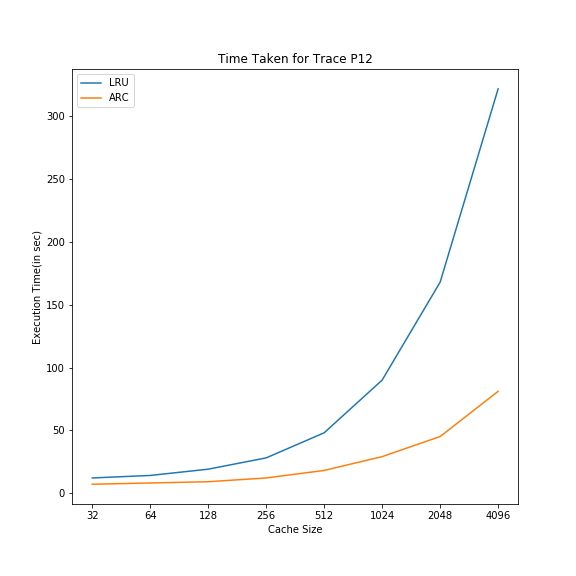 Time Taken for Trace P12
LRU
ARC
Execution Time(in sec)
300
250
200
150
100
50
0
32 64 128 256 512 1024 2048 4096
Cache Size